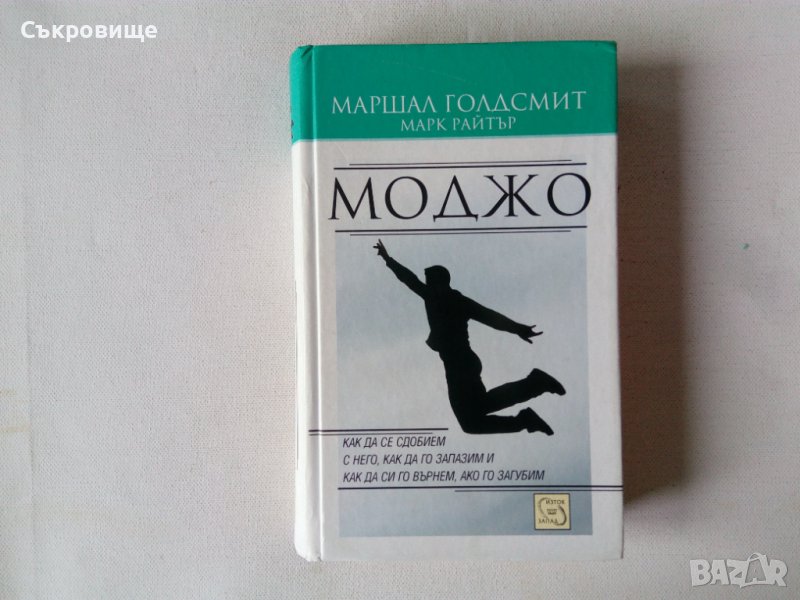 Съкровище
МАРШАЛ ГОЛДСМИТ
МАРК РАЙТЪР
МОДЖО
КАК ДА СЕ СДОБИЕМ
С НЕГО, КАК ДА ГО ЗАПАЗИМ И
КАК ДА СИ ГО ВЪРНЕМ, АКО ГО ЗАГУБИМ
ИЗТОК
ЗАПАД
BAZAR